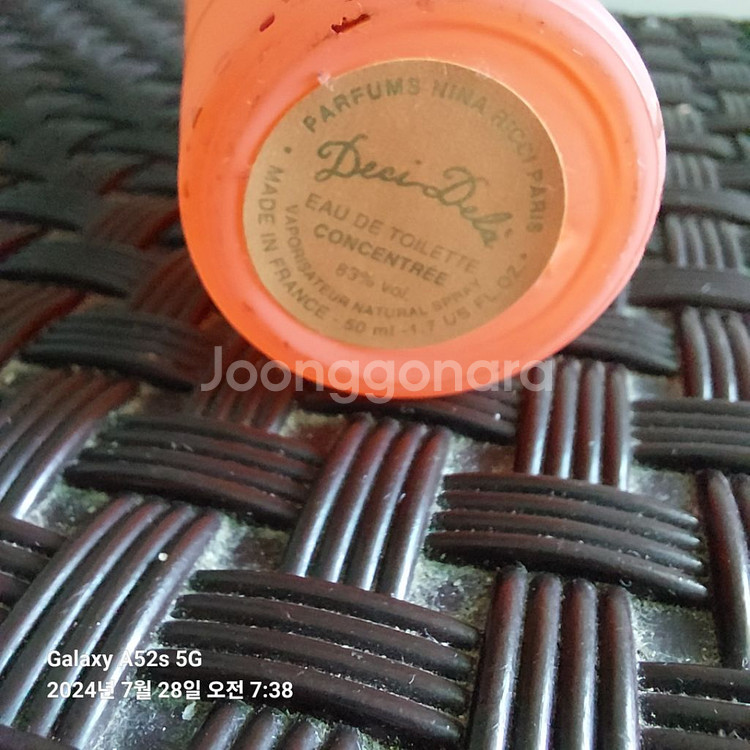 PARFUMS NINA RICCI PARIS
Deci Delà
EAU DE TOILETTE
CONCENTREE
83% vol.
VAPORISATEUR NATURAL SPRAY
• MADE IN FRANCE - 50 ml - 1.7 US FL.OZ. •
Joonggonara
Galaxy A52s 5G
2024년 7월 28일 오전 7:38